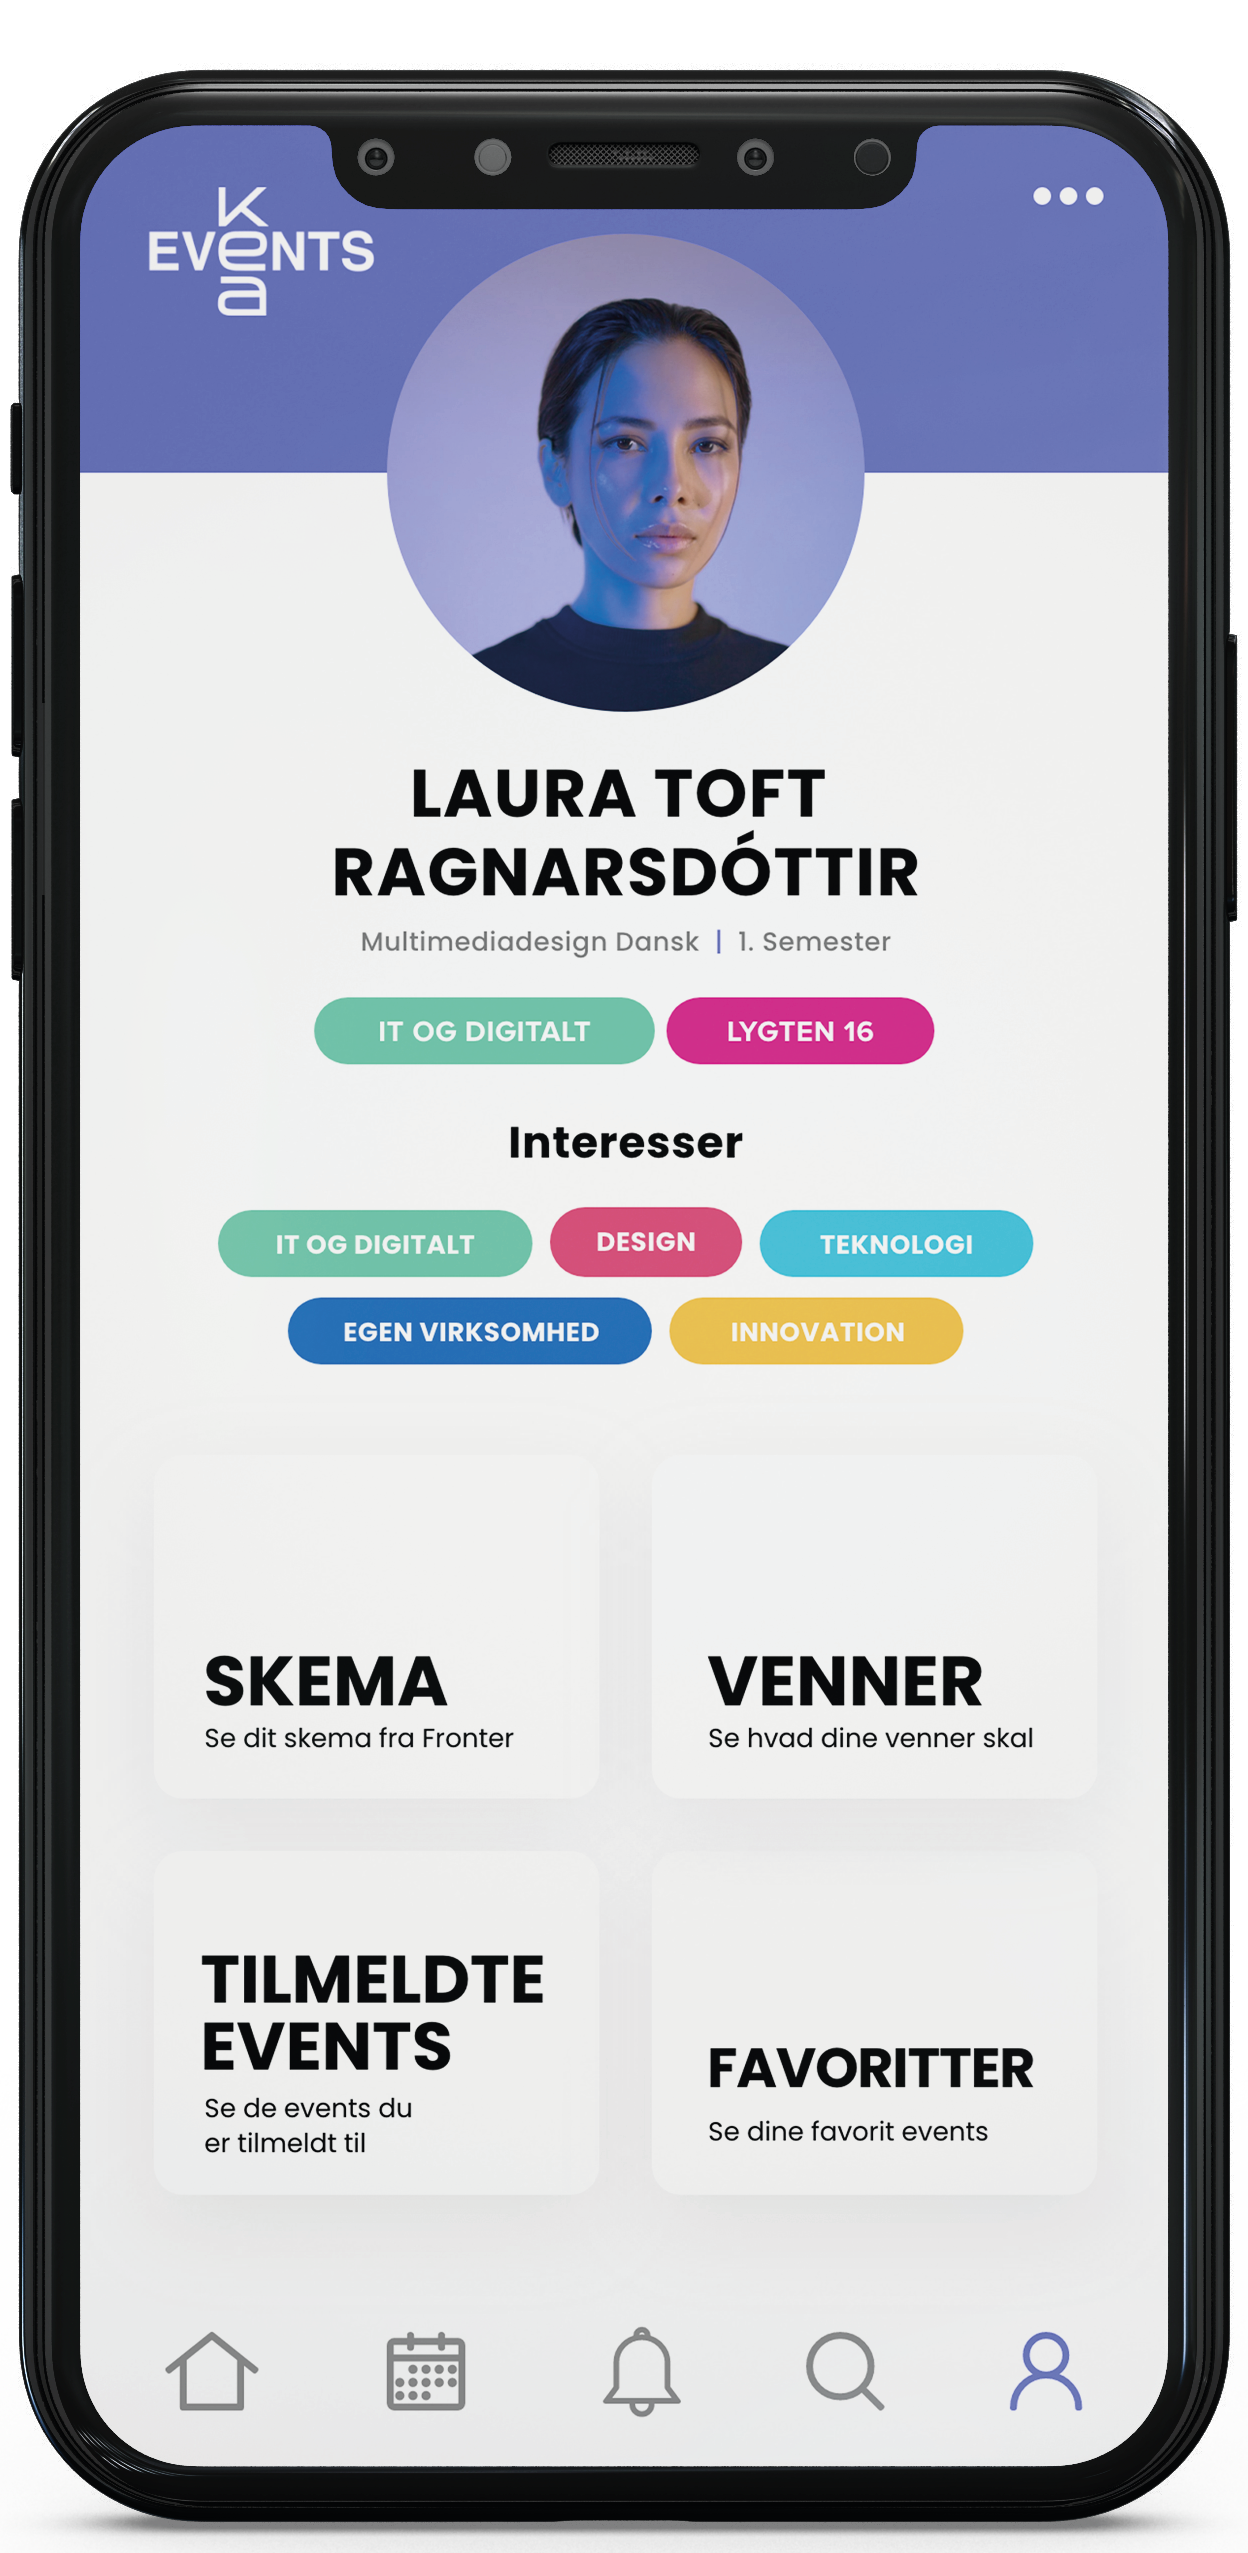 K
EVeNTS
a
LAURA TOFT
RAGNARSDÓTTIR
Multimediadesign Dansk | 1. Semester
IT OG DIGITALT LYGTEN 16
Interesser
IT OG DIGITALT DESIGN TEKNOLOGI
EGEN VIRKSOMHED INNOVATION
SKEMA
Se dit skema fra Fronter
VENNER
Se hvad dine venner skal
TILMELDTE
EVENTS
Se de events du
er tilmeldt til
FAVORITTER
Se dine favorit events